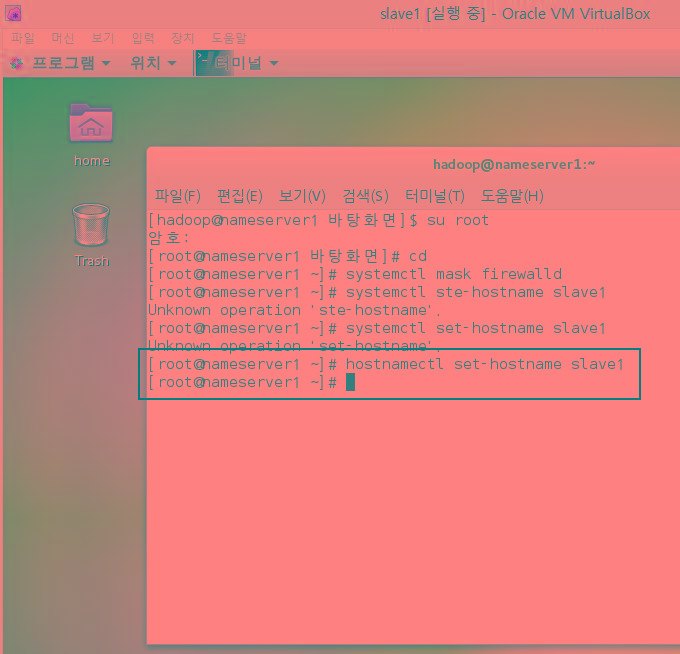 slave1 [실행 중] - Oracle VM VirtualBox
파일 머신 보기 입력 장치 도움말
프로그램 위치 터미널
home
Trash
hadoop@nameserver1:~
파일(F) 편집(E) 보기(V) 검색(S) 터미널(T) 도움말(H)
[hadoop@nameserver1 바탕화면]$ su root
암호:
[root@nameserver1 바탕화면]# cd
[root@nameserver1 ~]# systemctl mask firewalld
[root@nameserver1 ~]# systemctl ste-hostname slave1
Unknown operation 'ste-hostname'.
[root@nameserver1 ~]# systemctl set-hostname slave1
Unknown operation 'set-hostname'.
[root@nameserver1 ~]# hostnamectl set-hostname slave1
[root@nameserver1 ~]#